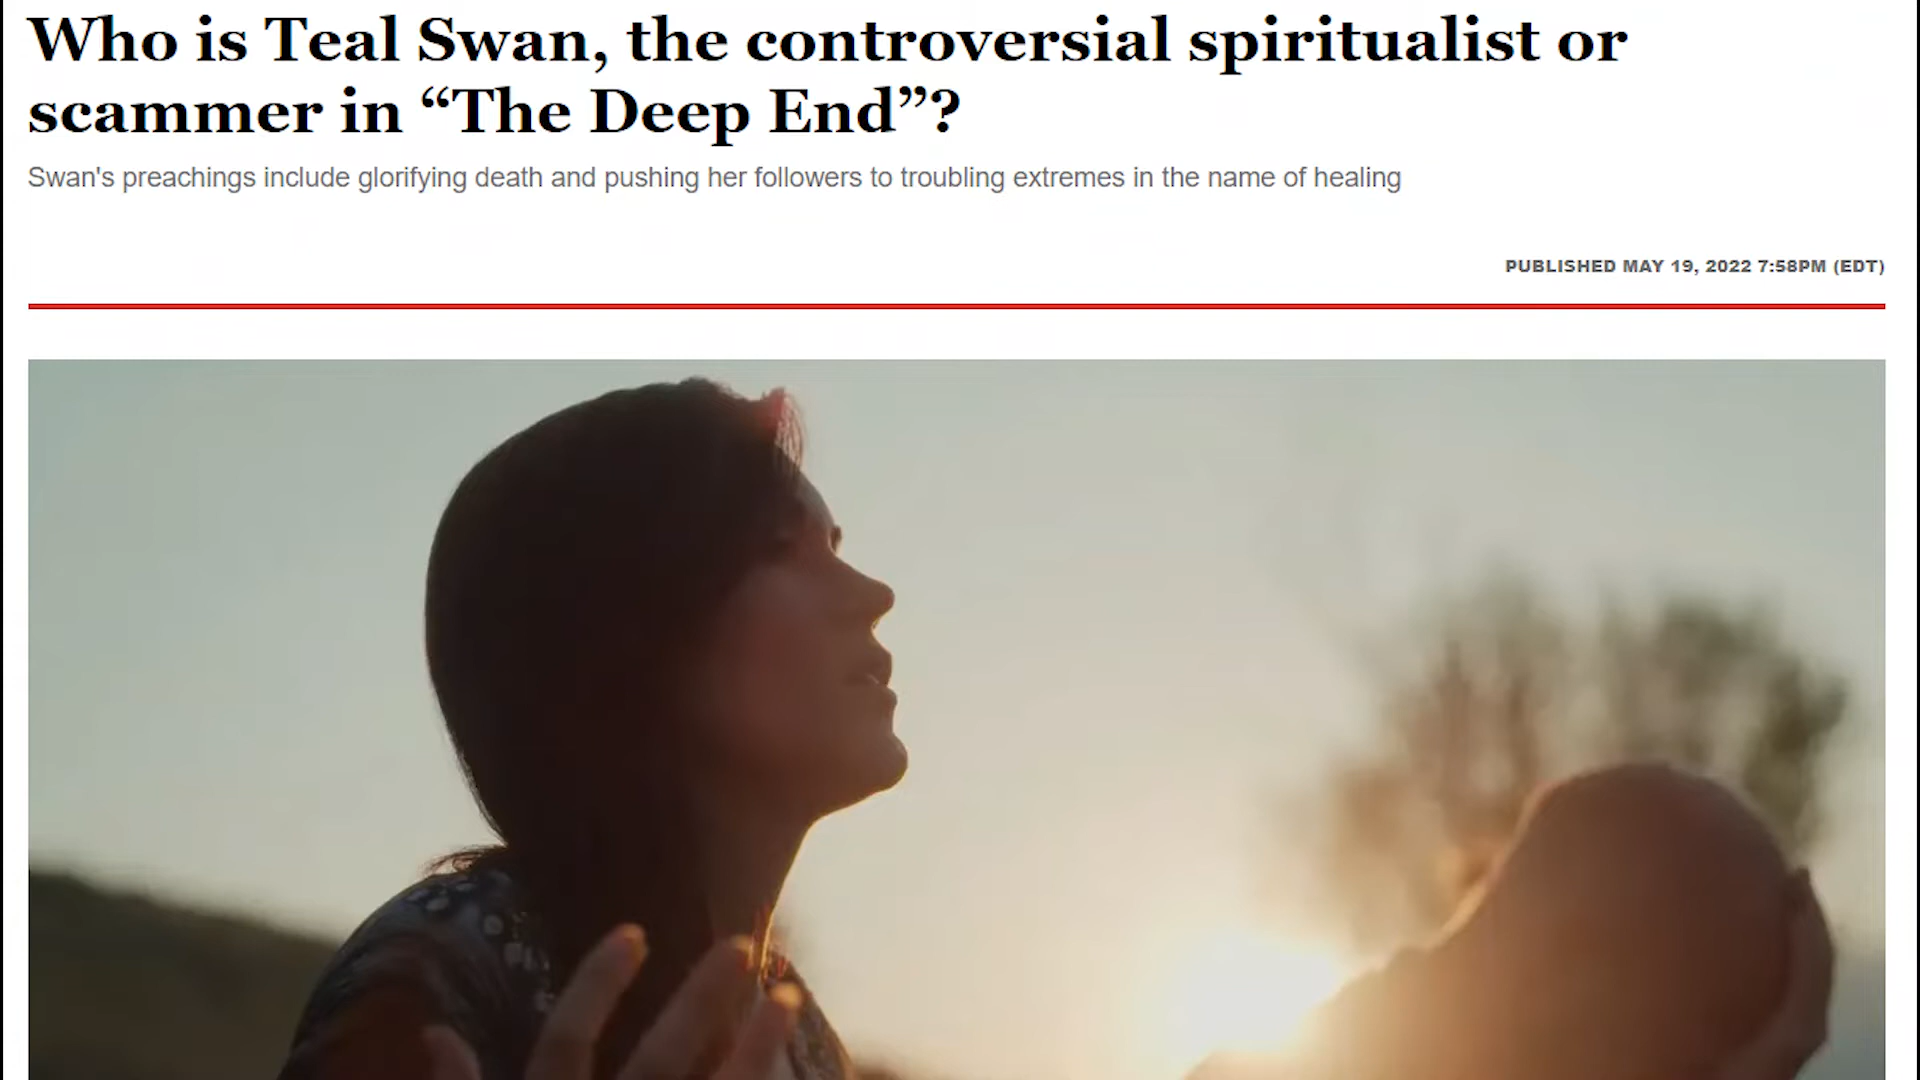 Who is Teal Swan, the controversial spiritualist or
scammer in “The Deep End”?
Swan's preachings include glorifying death and pushing her followers to troubling extremes in the name of healing
PUBLISHED MAY 19, 2022 7:58PM (EDT)